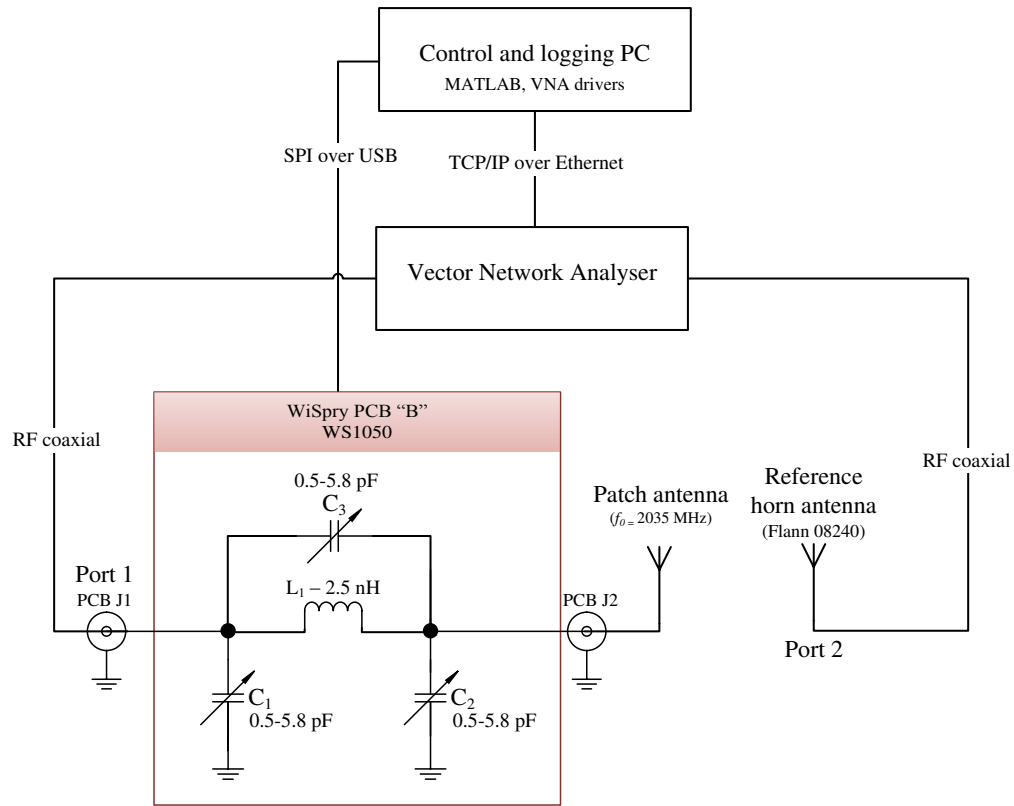 Control and logging PC
MATLAB, VNA drivers
SPI over USB
TCP/IP over Ethernet
Vector Network Analyser
RF coaxial
WiSpry PCB “B”
WS1050
RF coaxial
0.5-5.8 pF
C₃
Patch antenna
(f₀ = 2035 MHz)
Reference
horn antenna
(Flann 08240)
Port 1
PCB J1
L₁ – 2.5 nH
PCB J2
Port 2
C₁
0.5-5.8 pF
C₂
0.5-5.8 pF